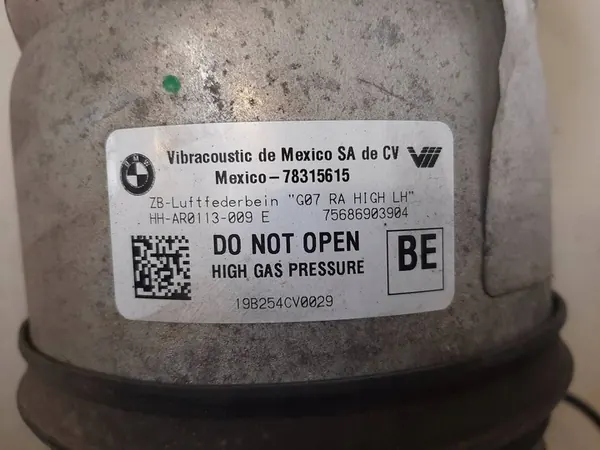 BMW
Vibracoustic de Mexico SA de CV
Mexico-78315615
ZB-Luftfederbein "G07 RA HIGH LH"
HH-AR0113-009 E 75686903904
DO NOT OPEN
HIGH GAS PRESSURE
BE
19B254CV0029